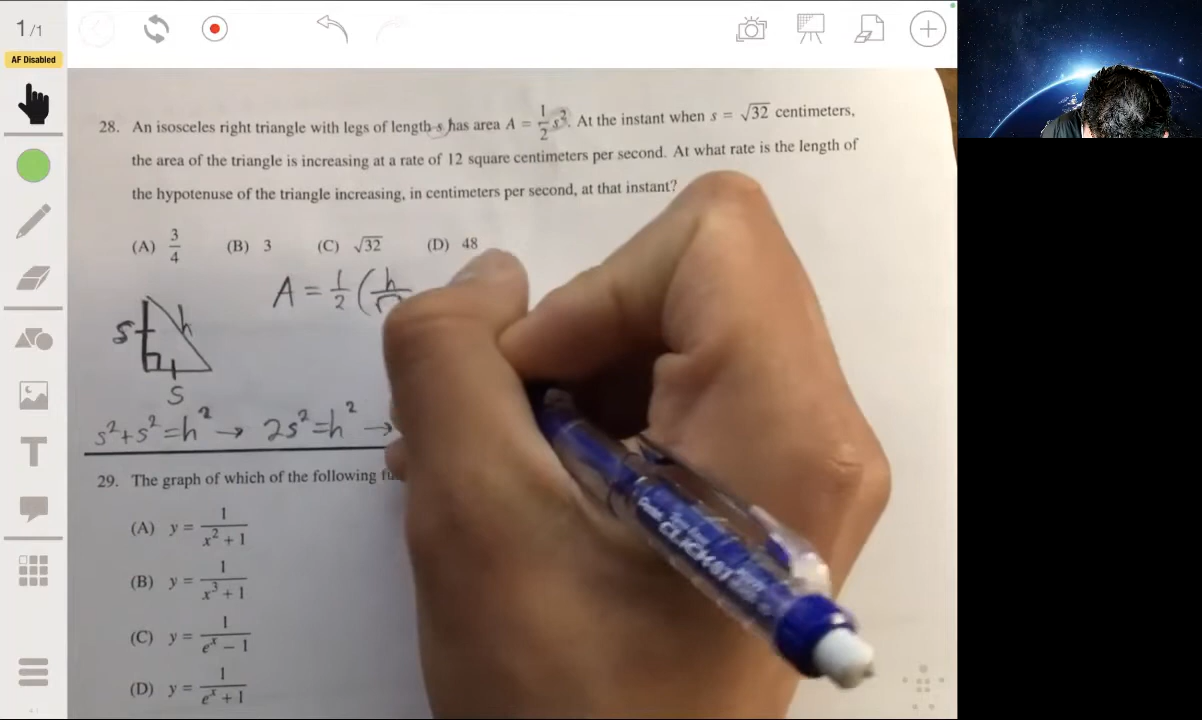 1/1
AF Disabled
28. An isosceles right triangle with legs of length s has area A = 1/2 s². At the instant when s = √32 centimeters,
the area of the triangle is increasing at a rate of 12 square centimeters per second. At what rate is the length of
the hypotenuse of the triangle increasing, in centimeters per second, at that instant?
(A) 3/4 (B) 3 (C) √32 (D) 48
A = 1/2 (h/√
s h
s
s²+s²=h² → 2s²=h² →
29. The graph of which of the following
(A) y = 1/(x² + 1)
(B) y = 1/(x³ + 1)
(C) y = 1/(eˣ − 1)
(D) y = 1/(eˣ + 1)
T
CLICK